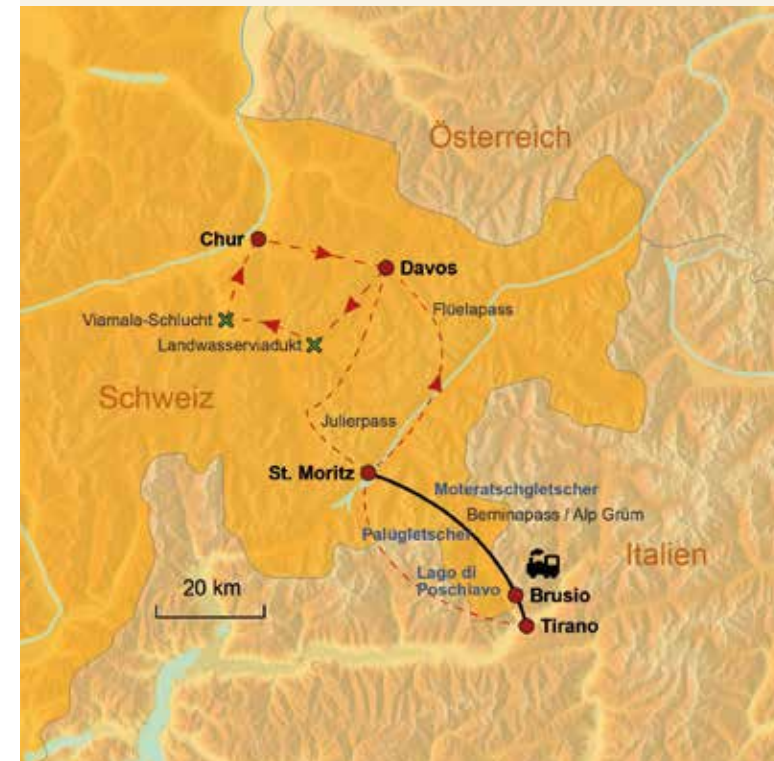 Österreich
Chur
Davos
Flüelapass
Viamala-Schlucht
Landwasserviadukt
Schweiz
Julierpass
St. Moritz
Moteratschgletscher
Berninapass / Alp Grüm
Palügletscher
Italien
Lago di
Poschiavo
20 km
Brusio
Tirano